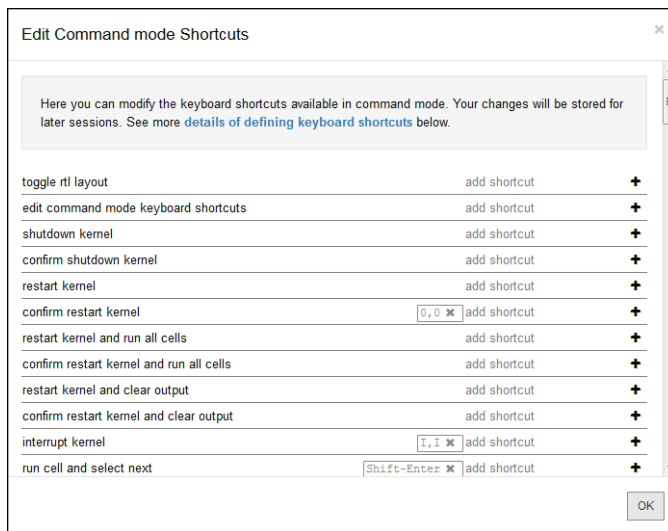 Edit Command mode Shortcuts
Here you can modify the keyboard shortcuts available in command mode. Your changes will be stored for
later sessions. See more details of defining keyboard shortcuts below.
toggle rtl layout add shortcut
edit command mode keyboard shortcuts add shortcut
shutdown kernel add shortcut
confirm shutdown kernel add shortcut
restart kernel add shortcut
confirm restart kernel 0,0 add shortcut
restart kernel and run all cells add shortcut
confirm restart kernel and run all cells add shortcut
restart kernel and clear output add shortcut
confirm restart kernel and clear output add shortcut
interrupt kernel I,I add shortcut
run cell and select next Shift-Enter add shortcut
OK